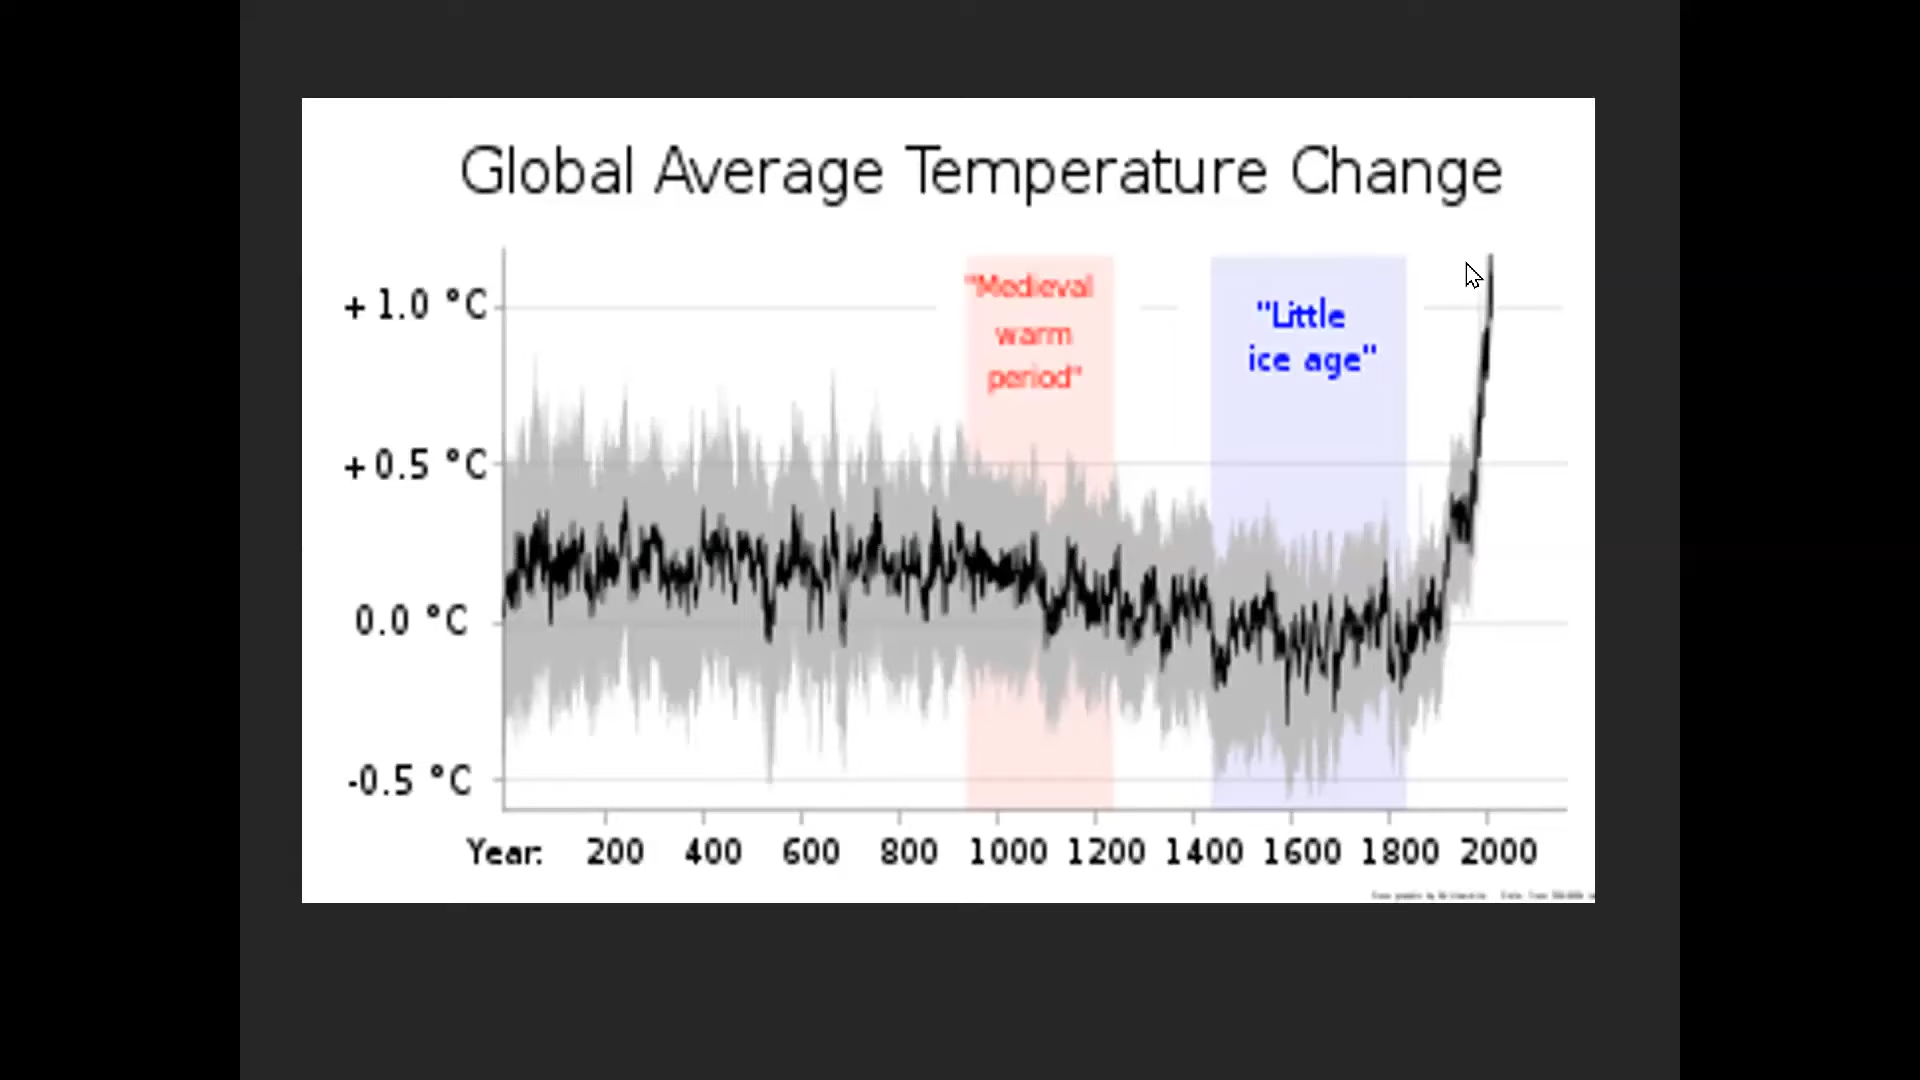 Global Average Temperature Change
"Medieval
warm
period"
"Little
ice age"
+ 1.0 °C
+ 0.5 °C
0.0 °C
-0.5 °C
Year: 200 400 600 800 1000 1200 1400 1600 1800 2000